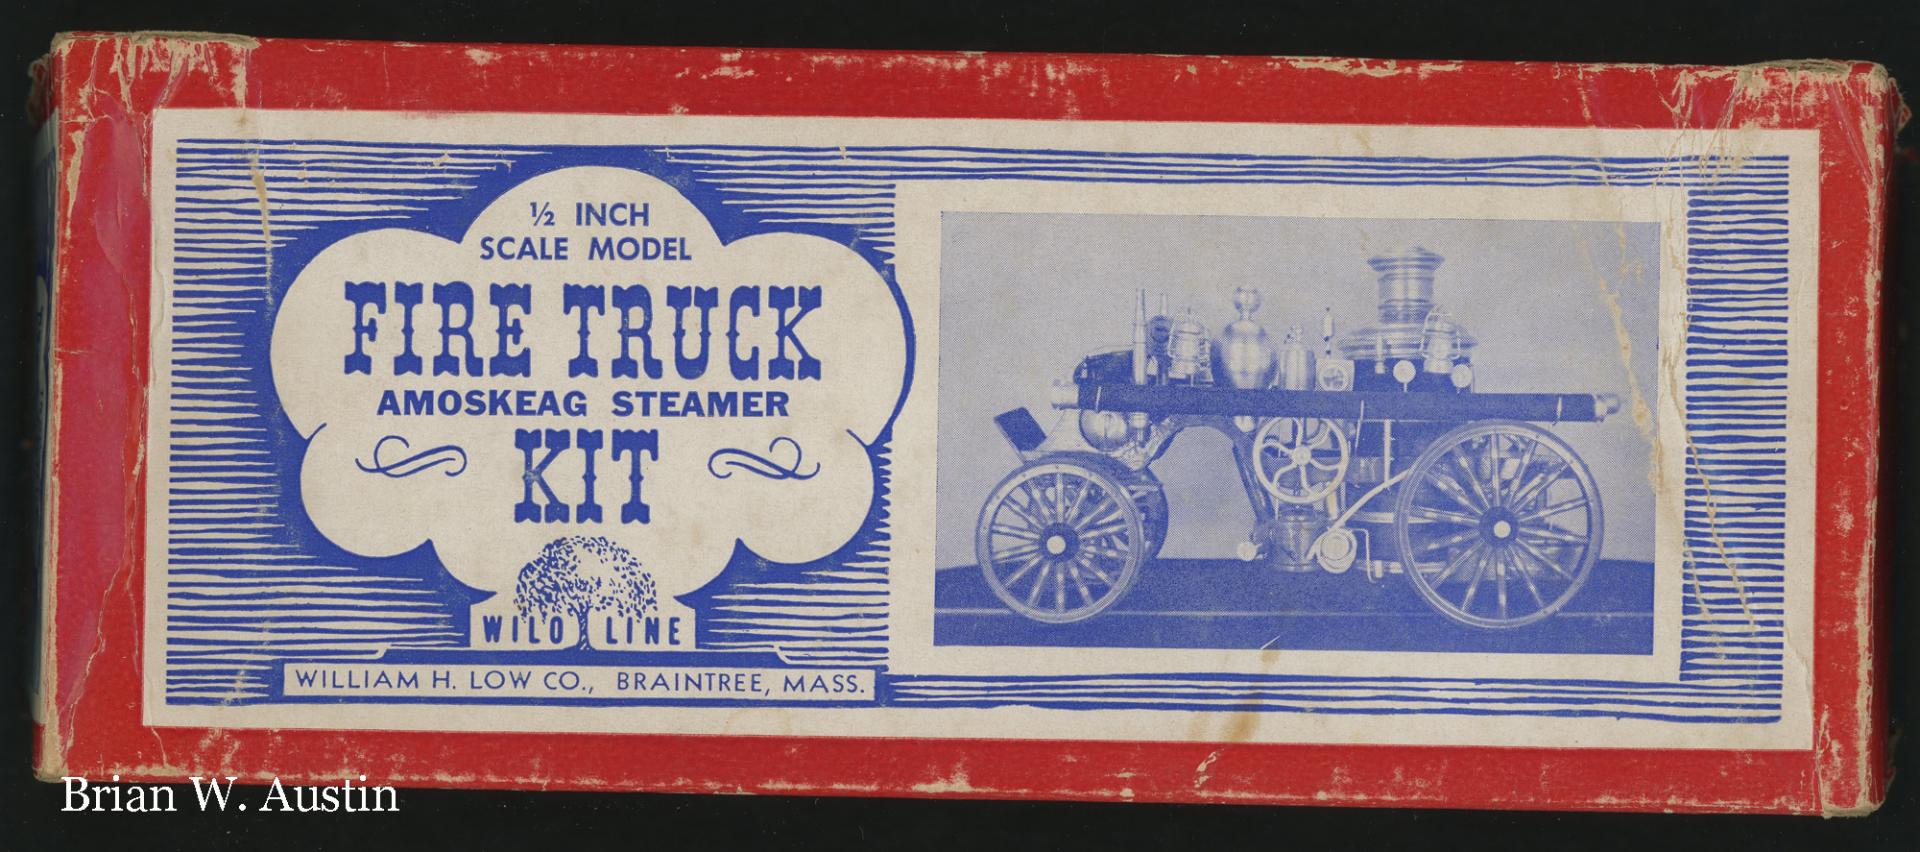 ½ INCH
SCALE MODEL
FIRE TRUCK
AMOSKEAG STEAMER
KIT
WILO LINE
WILLIAM H. LOW CO., BRAINTREE, MASS.
Brian W. Austin